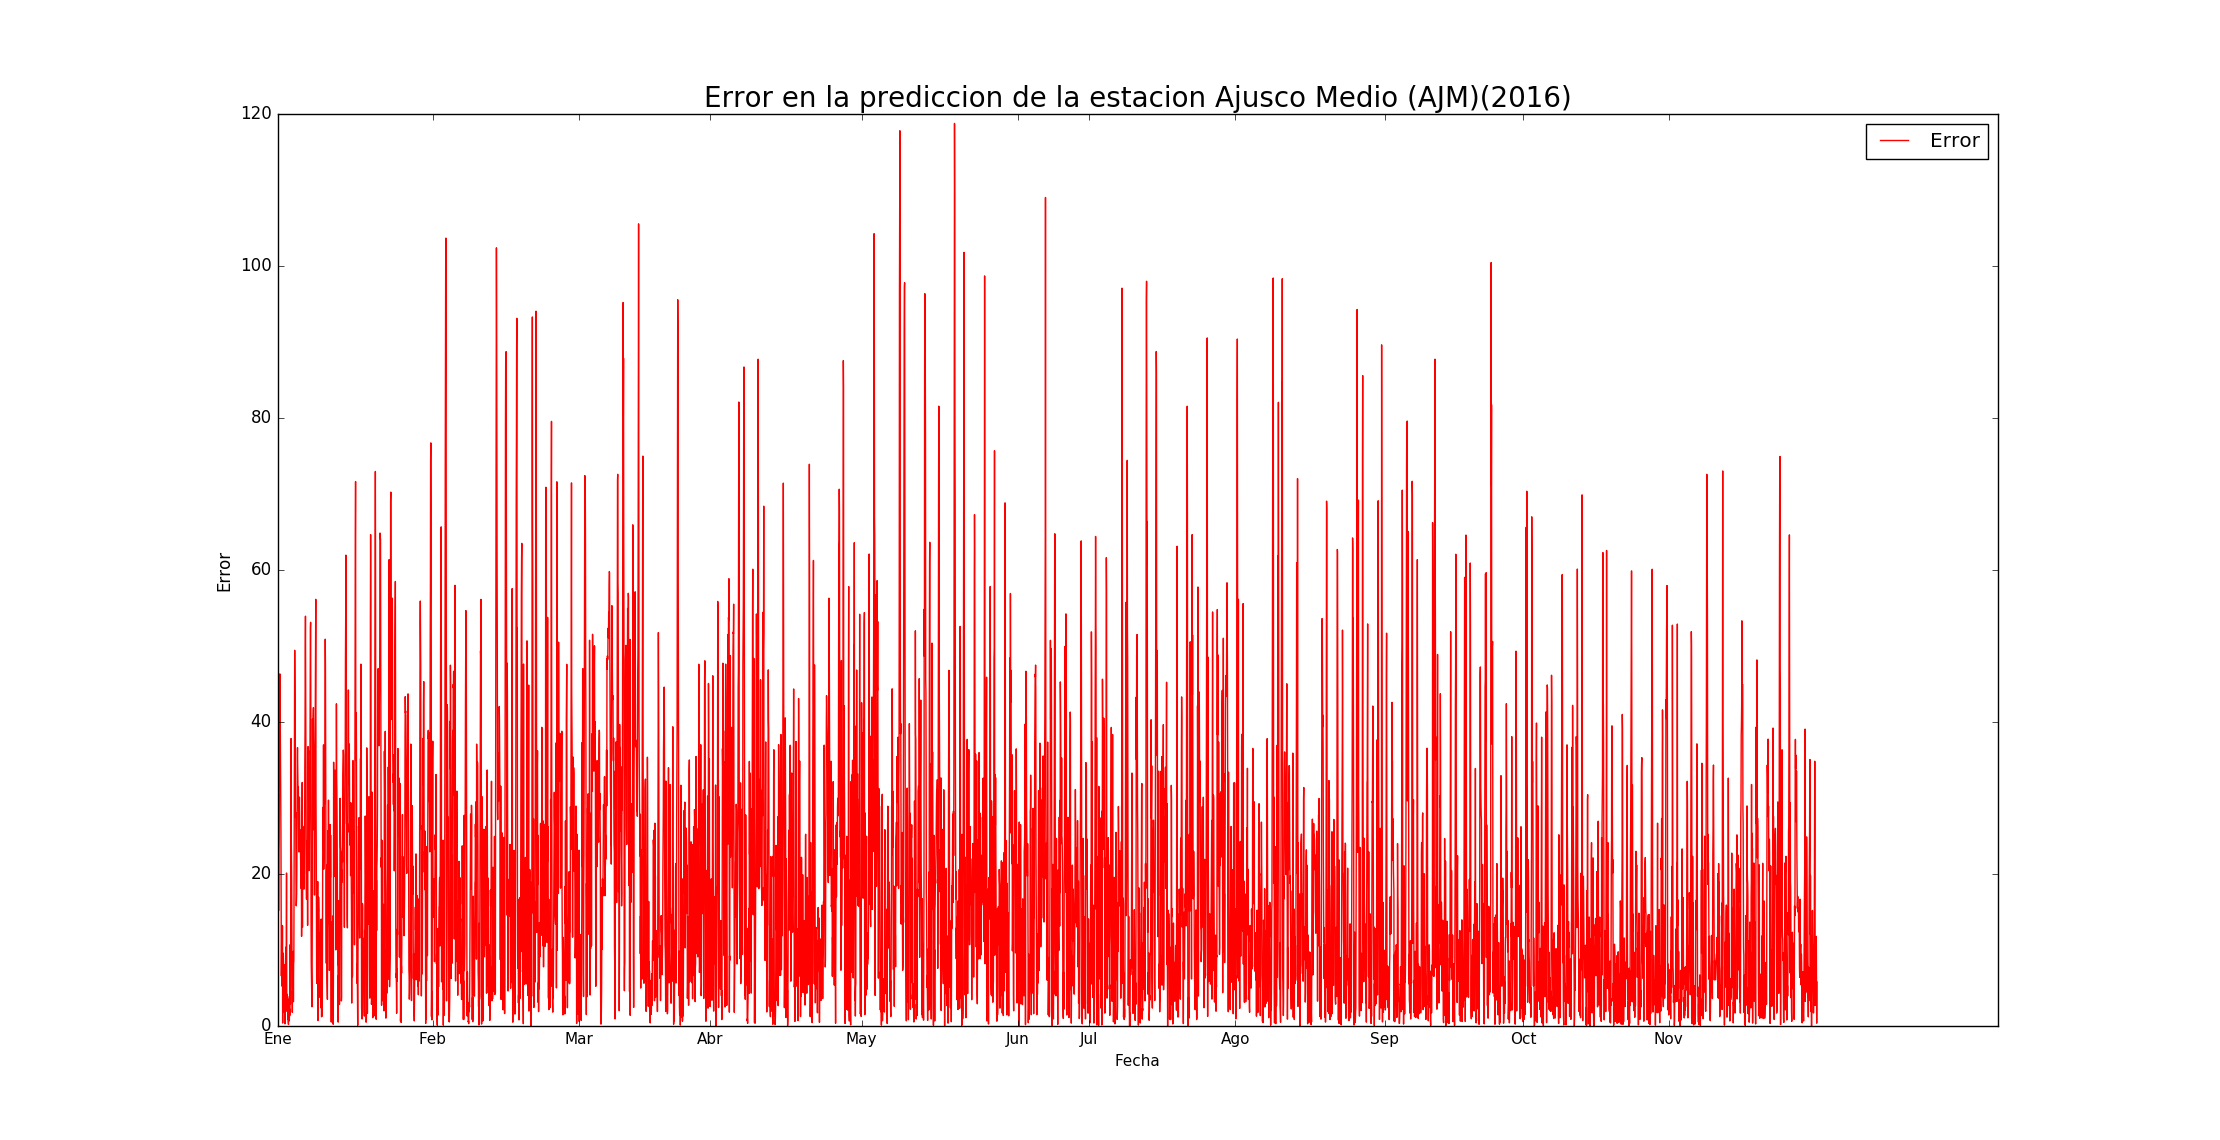 Error en la prediccion de la estacion Ajusco Medio (AJM)(2016)
Error
120
100
80
60
40
20
0
Error
Ene Feb Mar Abr May Jun Jul Ago Sep Oct Nov
Fecha